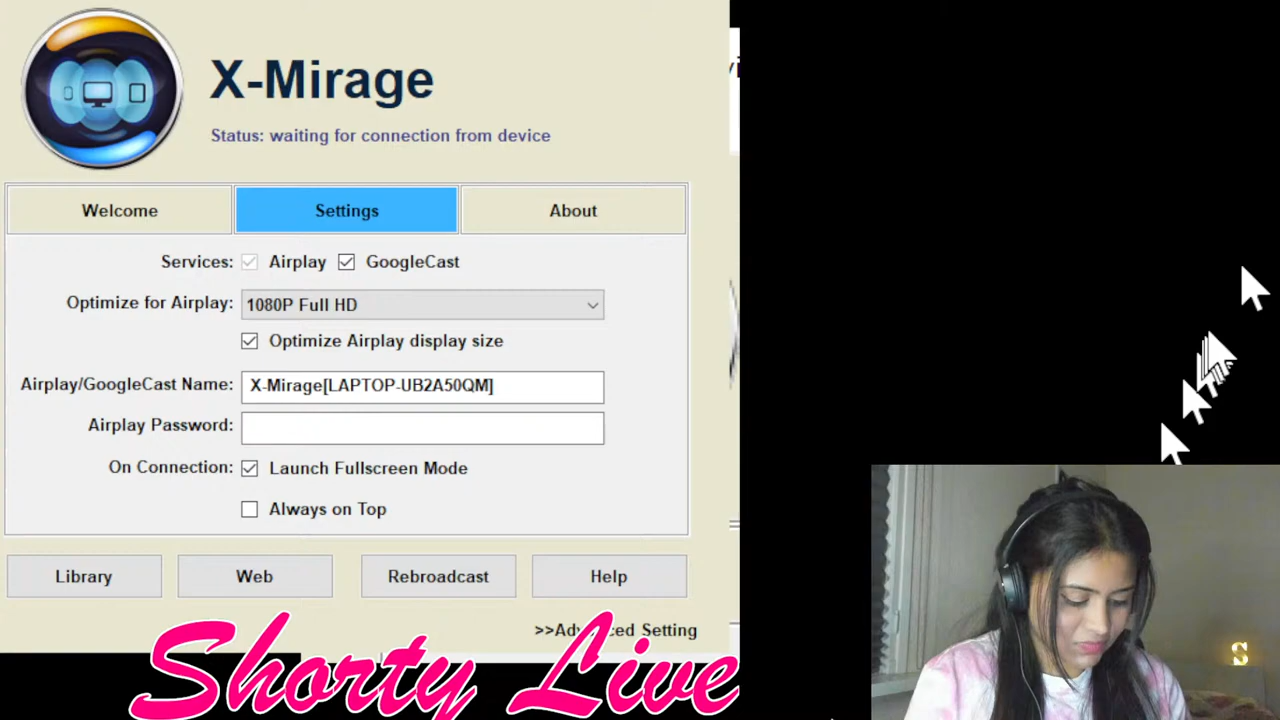 X-Mirage
Status: waiting for connection from device
Welcome
Settings
About
Services: Airplay GoogleCast
Optimize for Airplay: 1080P Full HD
Optimize Airplay display size
Airplay/GoogleCast Name: X-Mirage[LAPTOP-UB2A50QM]
Airplay Password:
On Connection: Launch Fullscreen Mode
Always on Top
Library
Web
Rebroadcast
Help
>>Advanced Setting
Shorty Live
S